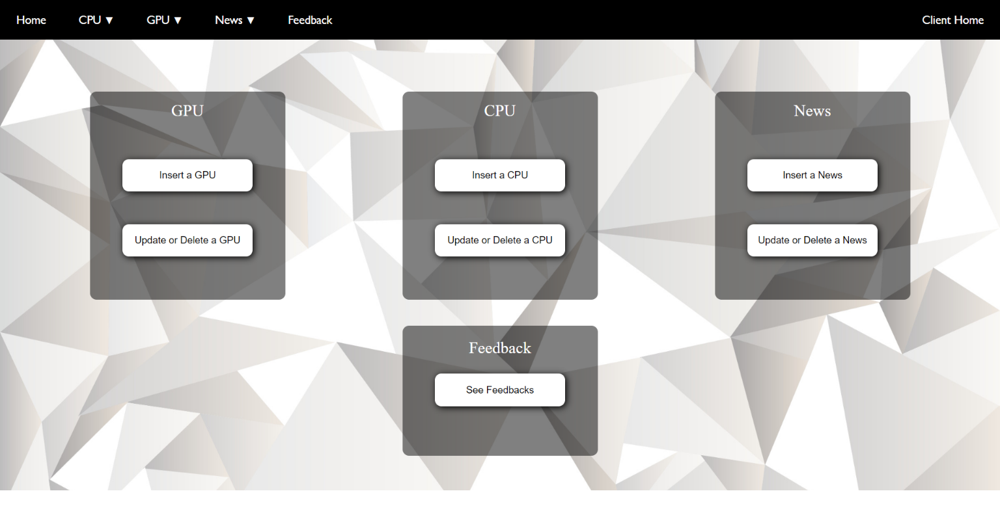 Home CPU ▼ GPU ▼ News ▼ Feedback Client Home
GPU
Insert a GPU
Update or Delete a GPU
CPU
Insert a CPU
Update or Delete a CPU
News
Insert a News
Update or Delete a News
Feedback
See Feedbacks